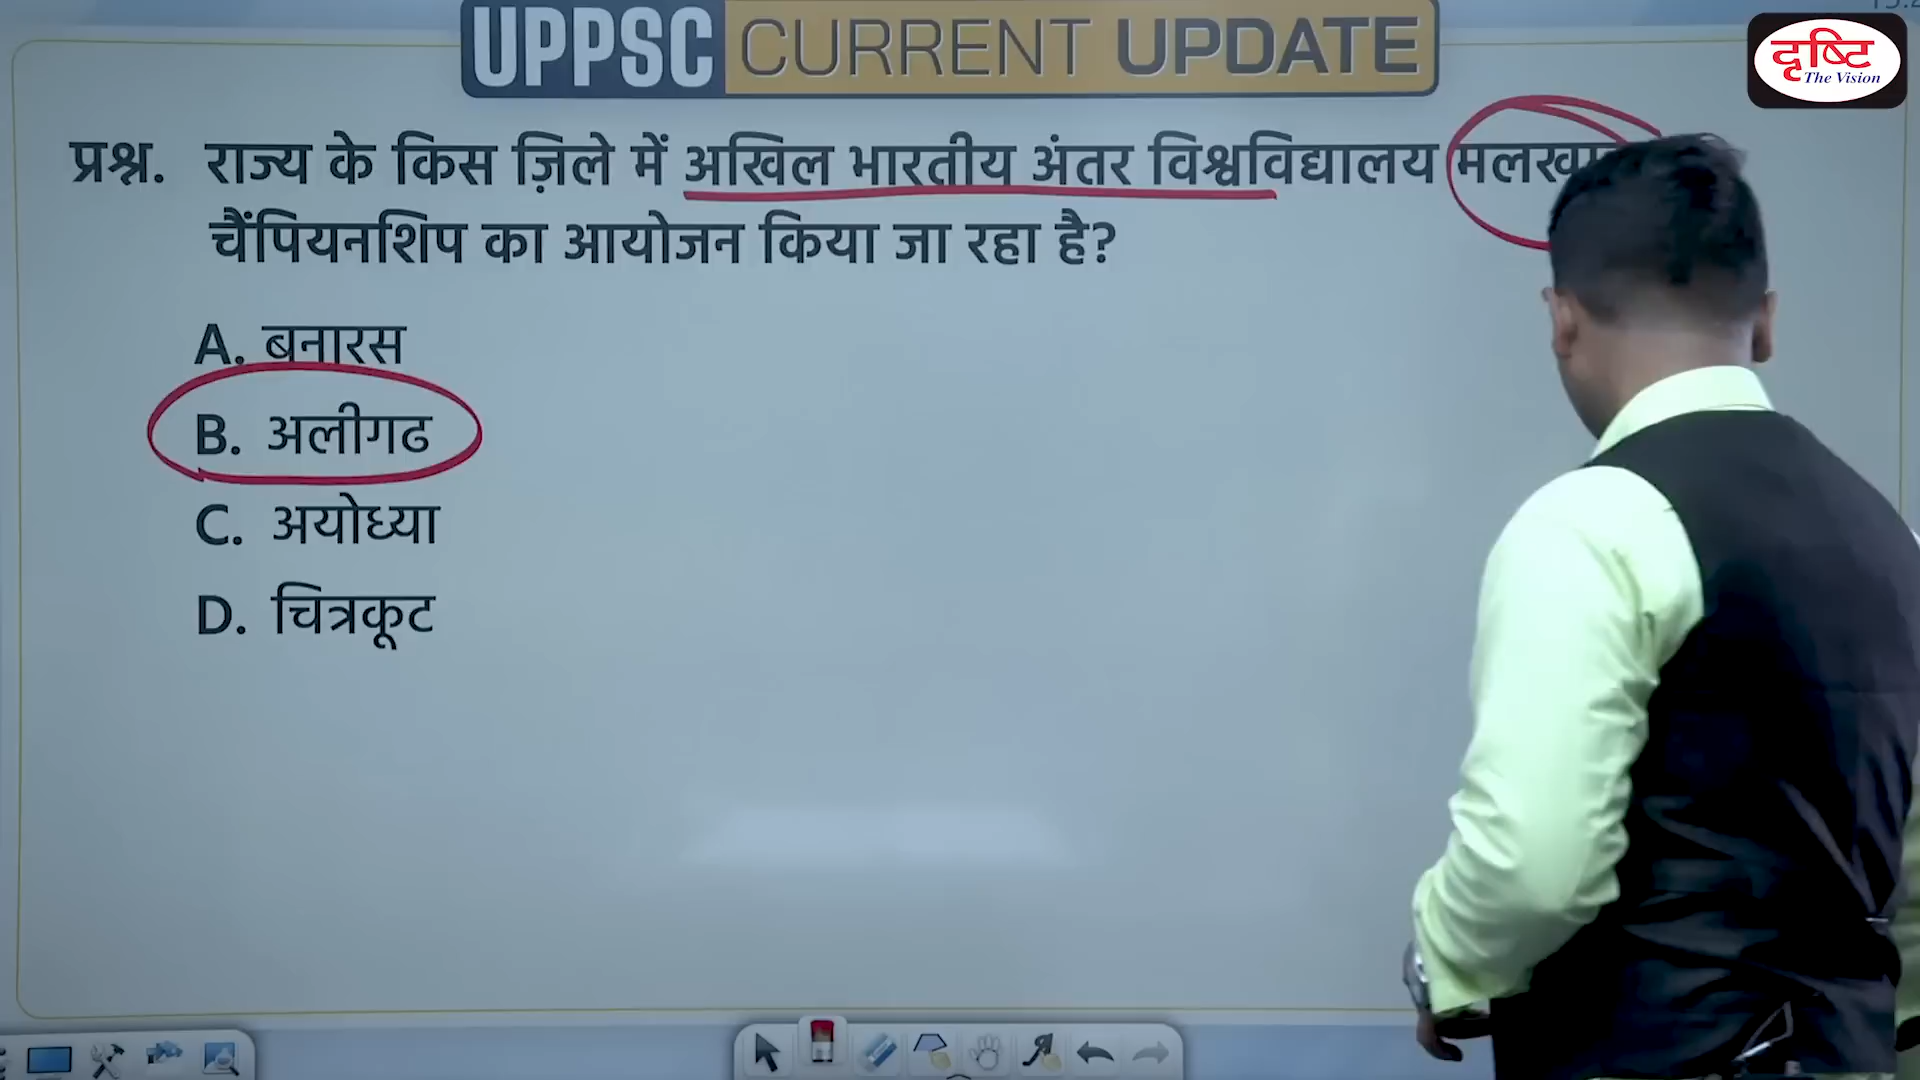 UPPSC CURRENT UPDATE
दृष्टि
The Vision
प्रश्न. राज्य के किस ज़िले में अखिल भारतीय अंतर विश्वविद्यालय
चैंपियनशिप का आयोजन किया जा रहा है?
A. बनारस
B. अलीगढ
C. अयोध्या
D. चित्रकूट